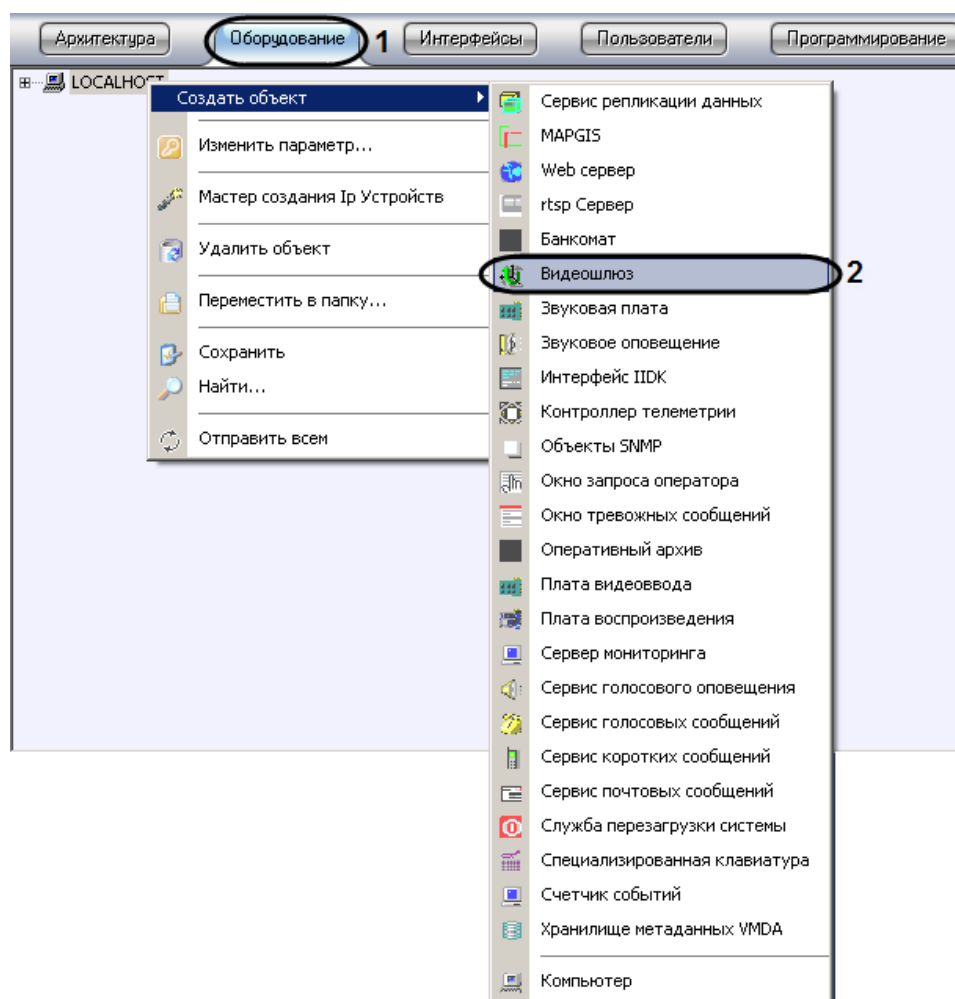 Архитектура
Оборудование
1
Интерфейсы
Пользователи
Программирование
LOCALHOST
Создать объект
Изменить параметр...
Мастер создания Ip Устройств
Удалить объект
Переместить в папку...
Сохранить
Найти...
Отправить всем
Сервис репликации данных
MAPGIS
Web сервер
rtsp Сервер
Банкомат
Видеошлюз
2
Звуковая плата
Звуковое оповещение
Интерфейс IIDK
Контроллер телеметрии
Объекты SNMP
Окно запроса оператора
Окно тревожных сообщений
Оперативный архив
Плата видеоввода
Плата воспроизведения
Сервер мониторинга
Сервис голосового оповещения
Сервис голосовых сообщений
Сервис коротких сообщений
Сервис почтовых сообщений
Служба перезагрузки системы
Специализированная клавиатура
Счетчик событий
Хранилище метаданных VMDA
Компьютер